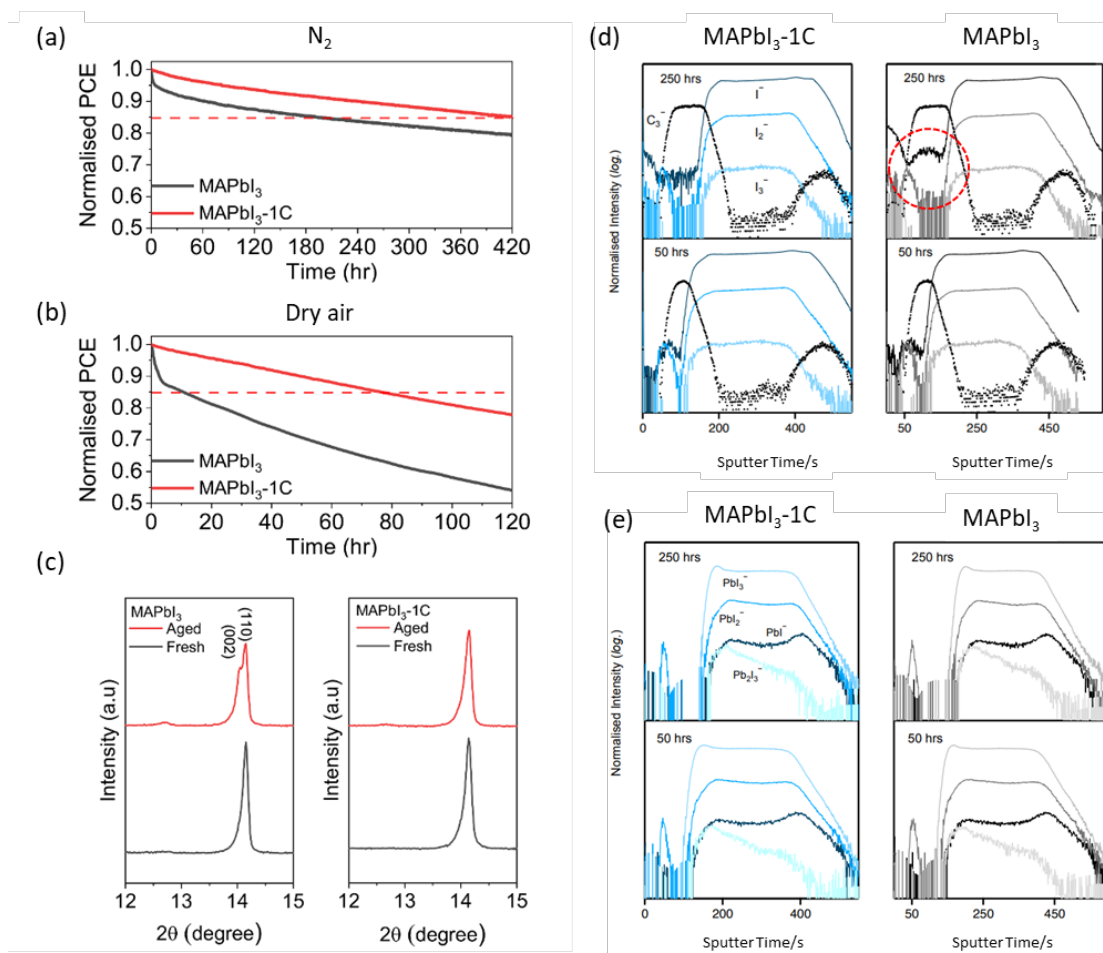 (a)
N₂
Normalised PCE
1.0
0.9
0.8
0.7
0.6
0.5
MAPbI₃
MAPbI₃-1C
0 60 120 180 240 300 360 420
Time (hr)
(b)
Dry air
Normalised PCE
1.0
0.9
0.8
0.7
0.6
0.5
MAPbI₃
MAPbI₃-1C
0 20 40 60 80 100 120
Time (hr)
(c)
Intensity (a.u)
MAPbI₃
Aged
Fresh
(002)
(110)
12 13 14 15
2θ (degree)
Intensity (a.u)
MAPbI₃-1C
Aged
Fresh
12 13 14 15
2θ (degree)
(d)
MAPbI₃-1C
MAPbI₃
Normalised Intensity (log.)
250 hrs
C₃⁻
I⁻
I₂⁻
I₃⁻
250 hrs
50 hrs
50 hrs
0 200 400
50 250 450
Sputter Time/s
Sputter Time/s
(e)
MAPbI₃-1C
MAPbI₃
Normalised Intensity (log.)
250 hrs
PbI₃⁻
PbI₂⁻
PbI⁻
Pb₂I₃⁻
250 hrs
50 hrs
50 hrs
0 200 400
50 250 450
Sputter Time/s
Sputter Time/s